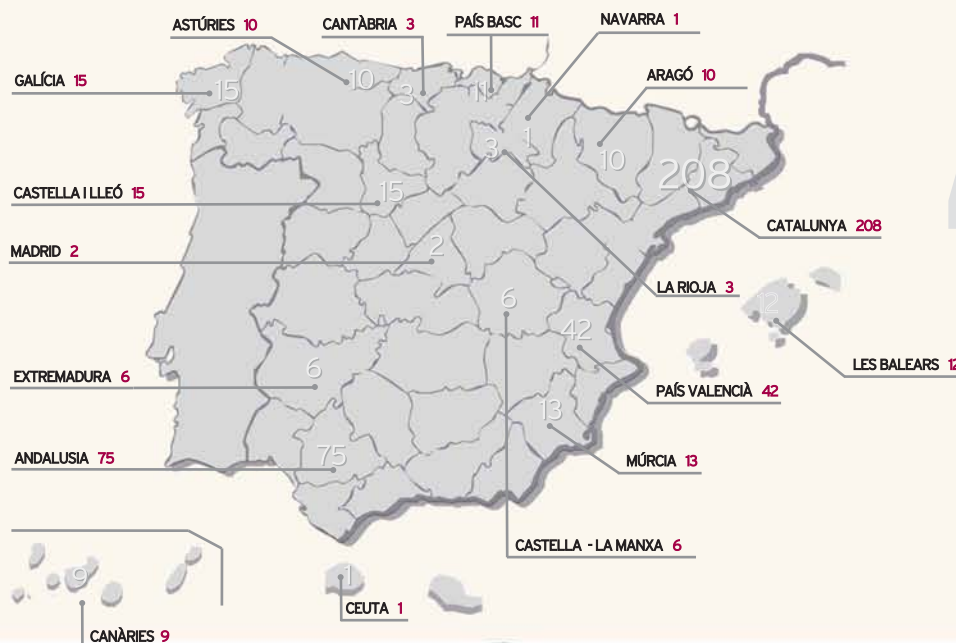 ASTÚRIES 10
CANTÀBRIA 3
PAÍS BASC 11
NAVARRA 1
GALÍCIA 15
ARAGÓ 10
15
10
3
11
3
1
10
208
CASTELLA I LLEÓ 15
15
CATALUNYA 208
MADRID 2
2
LA RIOJA 3
6
12
42
LES BALEARS 12
EXTREMADURA 6
6
PAÍS VALENCIÀ 42
13
ANDALUSIA 75
75
MÚRCIA 13
CASTELLA - LA MANXA 6
9
1
CEUTA 1
CANÀRIES 9